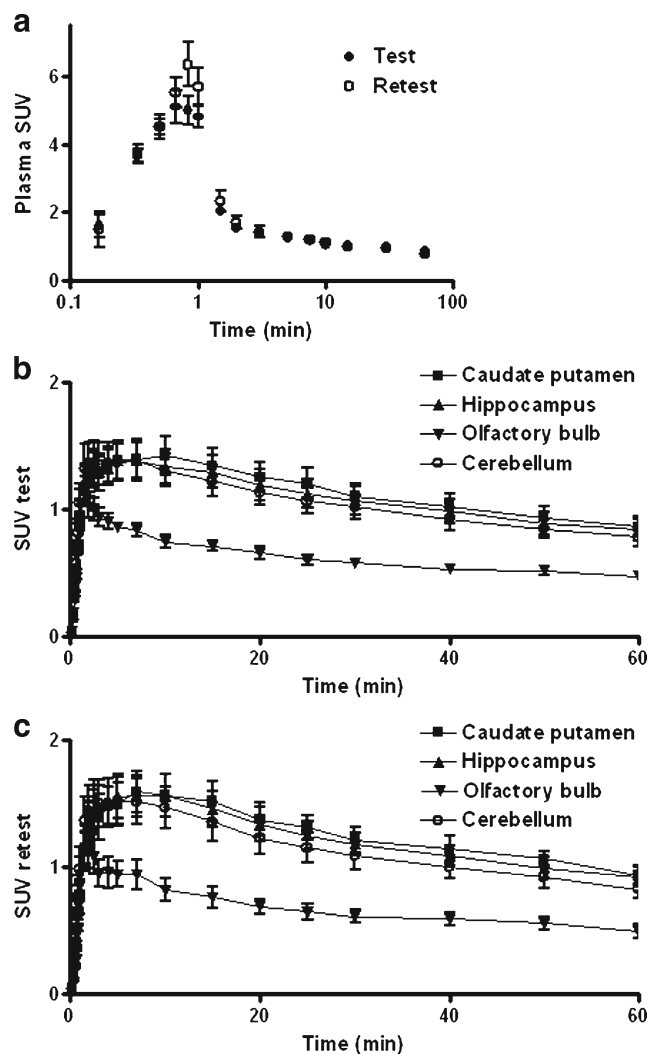 a
Test
Retest
Plasma SUV
6
4
2
0
0.1 1 10 100
Time (min)
b
Caudate putamen
Hippocampus
Olfactory bulb
Cerebellum
SUV test
2
1
0
0 20 40 60
Time (min)
c
Caudate putamen
Hippocampus
Olfactory bulb
Cerebellum
SUV retest
2
1
0
0 20 40 60
Time (min)